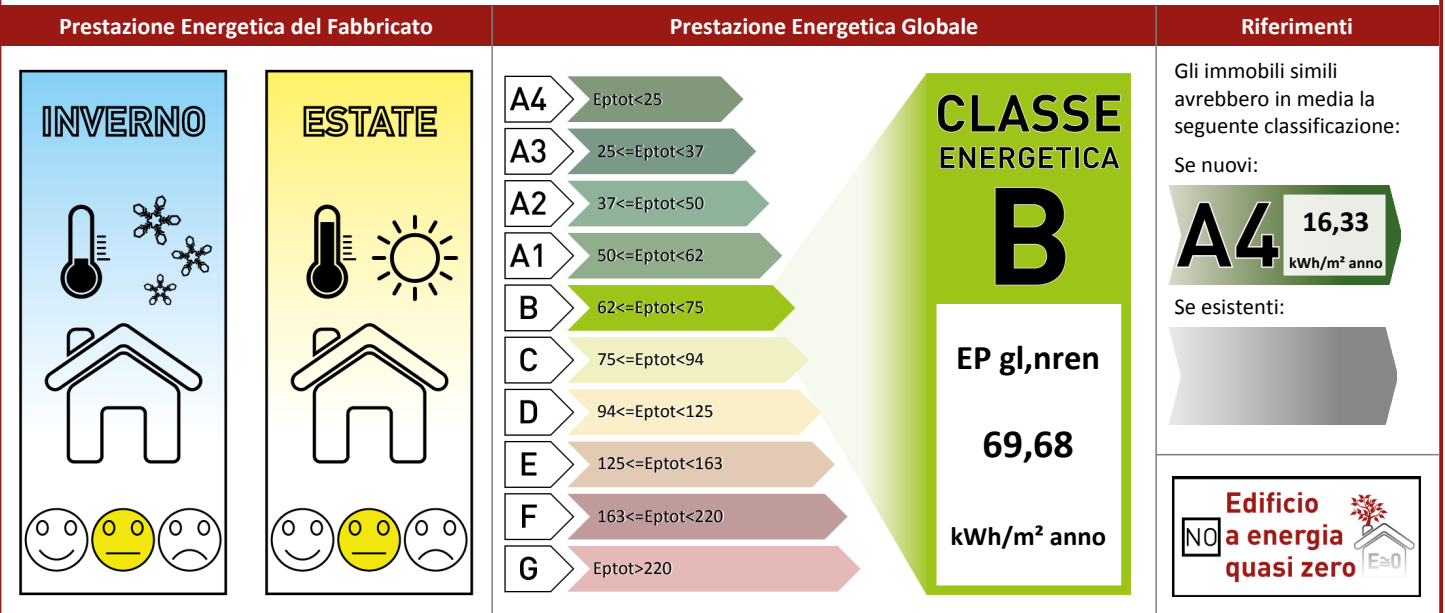 Prestazione Energetica del Fabbricato
Prestazione Energetica Globale
Riferimenti
INVERNO
ESTATE
A4
Eptot<25
A3
25<=Eptot<37
A2
37<=Eptot<50
A1
50<=Eptot<62
B
62<=Eptot<75
C
75<=Eptot<94
D
94<=Eptot<125
E
125<=Eptot<163
F
163<=Eptot<220
G
Eptot>220
CLASSE
ENERGETICA
B
EP gl,nren
69,68
kWh/m² anno
Gli immobili simili
avrebbero in media la
seguente classificazione:
Se nuovi:
A4
16,33
kWh/m² anno
Se esistenti:
NO
Edificio
a energia
quasi zero
E≅0